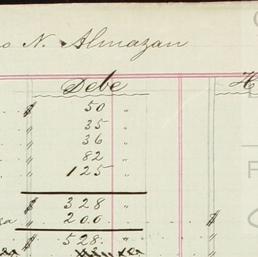 o N. Almazan
Debe H
$ 50 "
35 "
36 "
82 "
125 "
$ 328 "
200 " $
$ 528 "